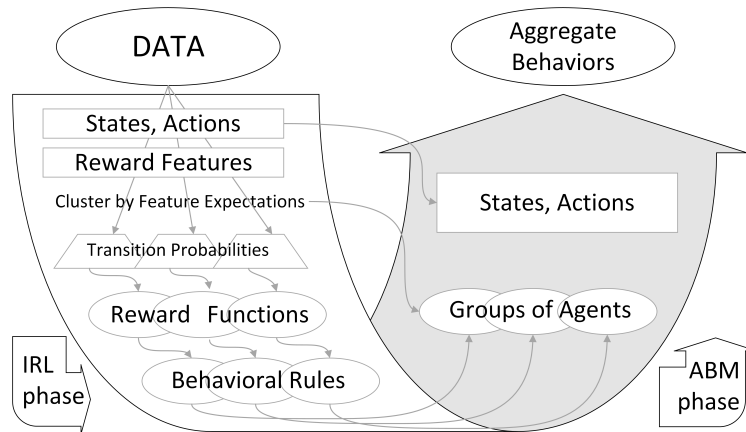 DATA
Aggregate
Behaviors
States, Actions
Reward Features
Cluster by Feature Expectations
States, Actions
Transition Probabilities
Reward Functions
Groups of Agents
Behavioral Rules
IRL
phase
ABM
phase